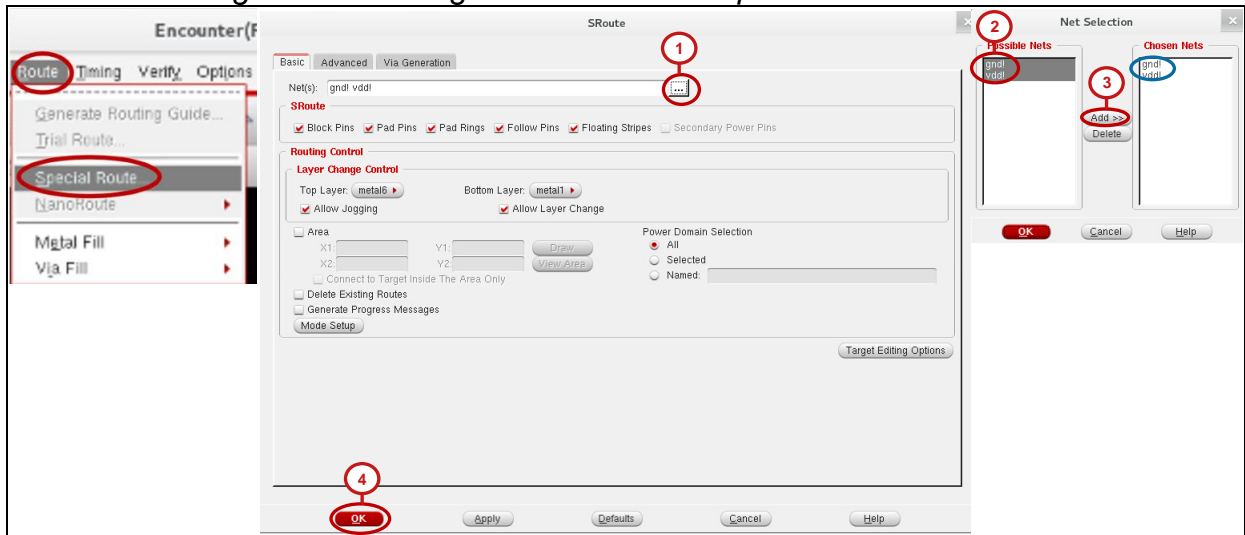 Encounter(F
Route Timing Verify Options
Generate Routing Guide...
Trial Route...
Special Route
NanoRoute
Metal Fill
Via Fill
SRoute
1
Basic Advanced Via Generation
Net(s): gnd! vdd! ...
SRoute
Block Pins Pad Pins Pad Rings Follow Pins Floating Stripes Secondary Power Pins
Routing Control
Layer Change Control
Top Layer: metal6 Bottom Layer: metal1
Allow Jogging Allow Layer Change
Area Power Domain Selection
X1: Y1: Draw All
X2: Y2: View Area Selected
Connect to Target Inside The Area Only Named:
Delete Existing Routes
Generate Progress Messages
Mode Setup
Target Editing Options
4
OK Apply Defaults Cancel Help
Net Selection
2
Possible Nets Chosen Nets
gnd! gnd!
vdd! vdd!
3
Add >>
Delete
OK Cancel Help